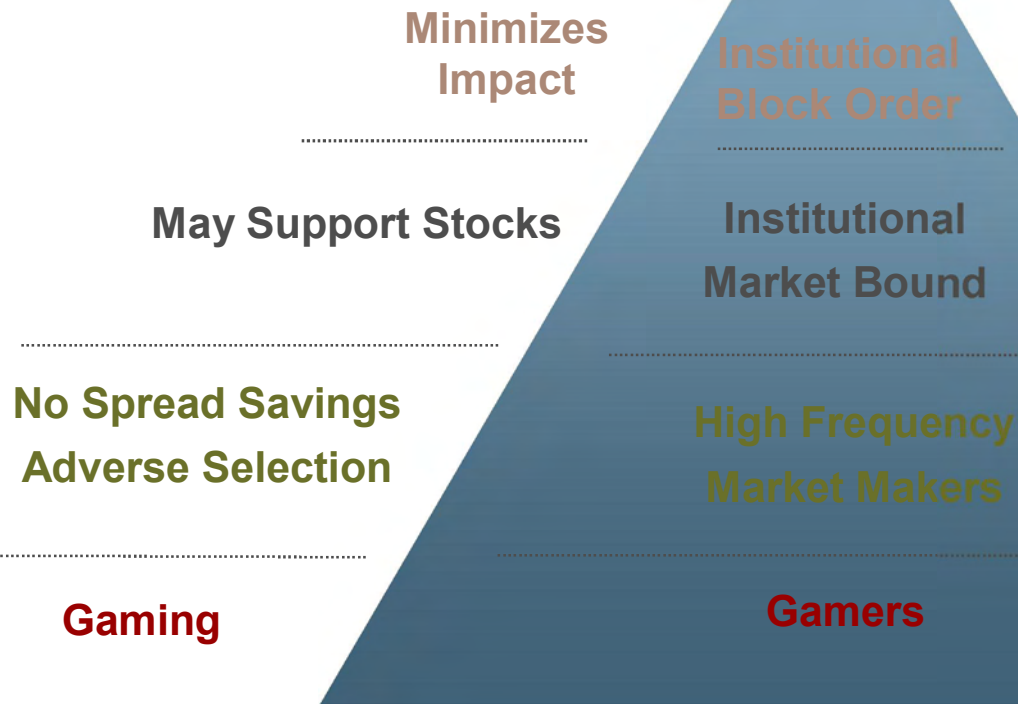 Minimizes
Impact
Institutional
Block Order
May Support Stocks
Institutional
Market Bound
No Spread Savings
Adverse Selection
High Frequency
Market Makers
Gaming
Gamers